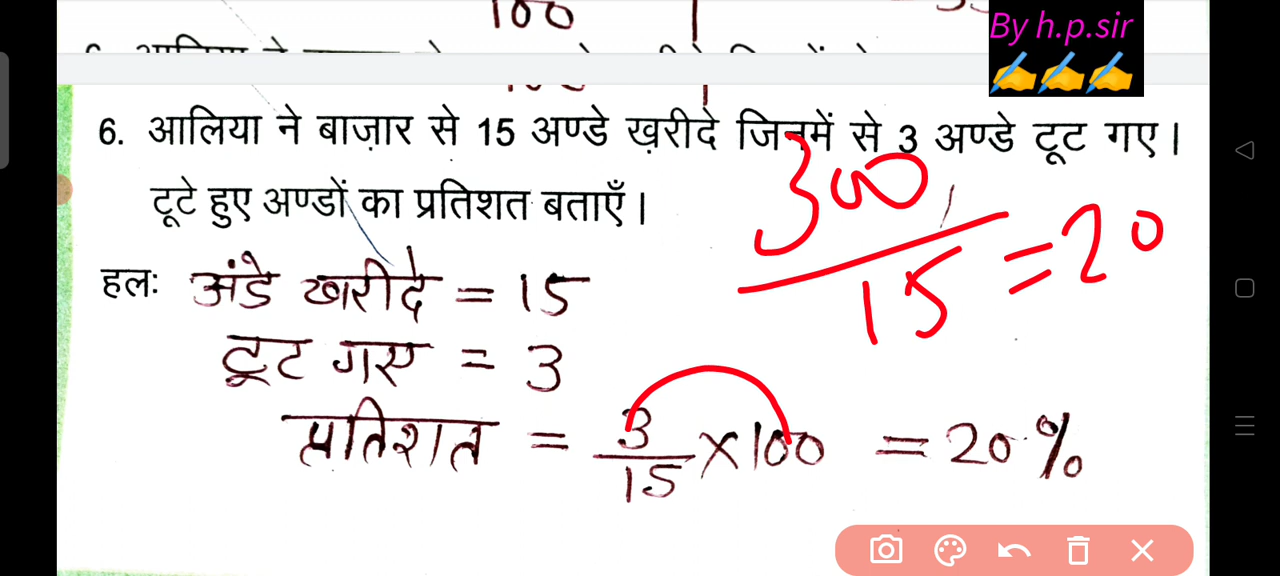 100
By h.p.sir
✍️✍️✍️
6. आलिया ने बाज़ार से 15 अण्डे ख़रीदे जिनमें से 3 अण्डे टूट गए।
टूटे हुए अण्डों का प्रतिशत बताएँ।
300/15 = 20
हलः अंडे खरीदे = 15
टूट गए = 3
प्रतिशत = 3/15 × 100 = 20%